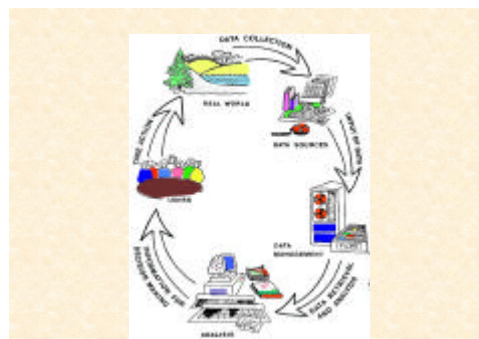 DATA COLLECTION
REAL WORLD
DATA SOURCES
INPUT OF DATA
DATA
MANAGEMENT
DATA RETRIEVAL
AND ANALYSIS
ANALYSIS
INFORMATION FOR
DECISION MAKING
USERS
TAKE ACTION